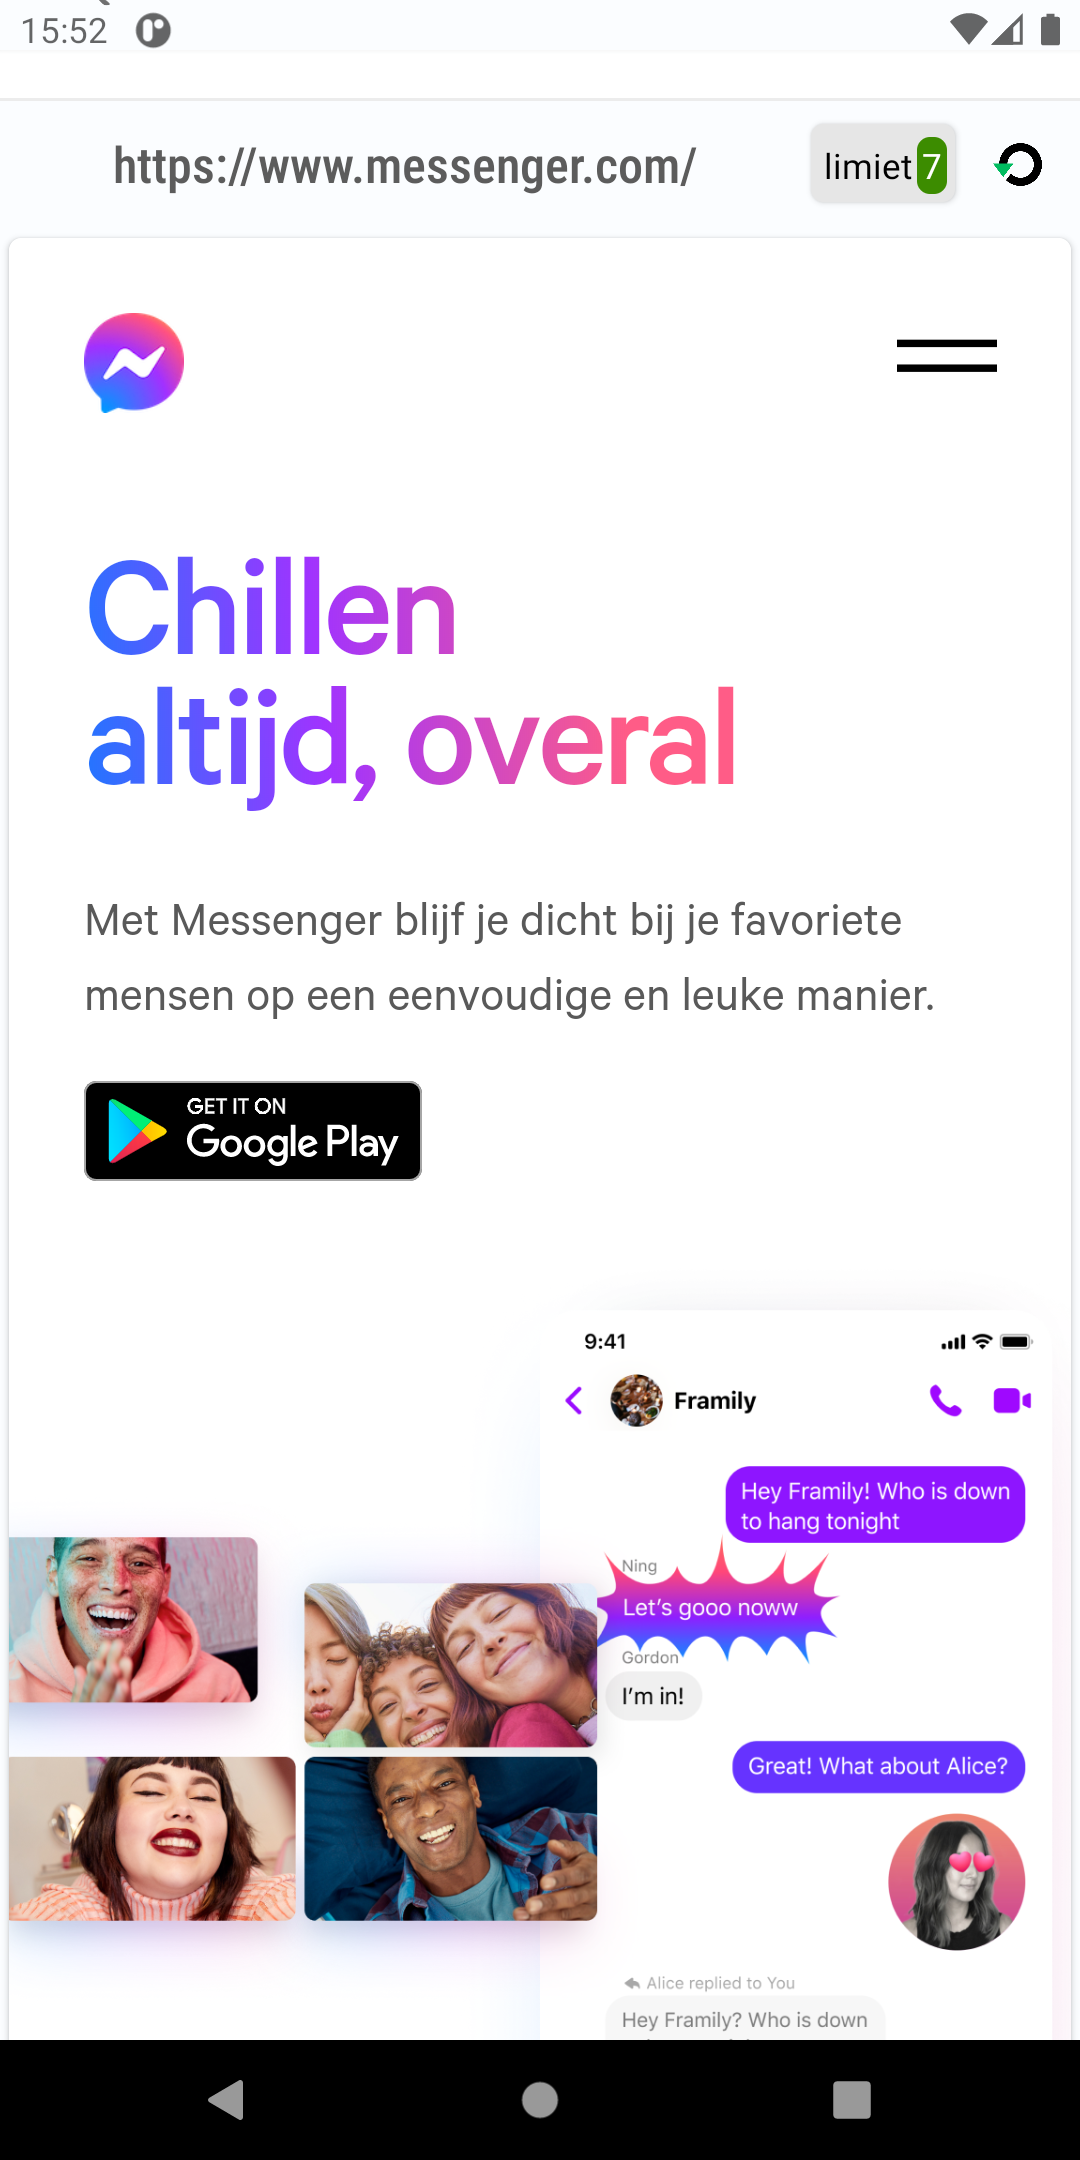 15:52
https://www.messenger.com/
limiet 7
Chillen
altijd, overal
Met Messenger blijf je dicht bij je favoriete
mensen op een eenvoudige en leuke manier.
GET IT ON
Google Play
9:41
Framily
Hey Framily! Who is down
to hang tonight
Ning
Let's gooo noww
Gordon
I'm in!
Great! What about Alice?
Alice replied to You
Hey Framily? Who is down